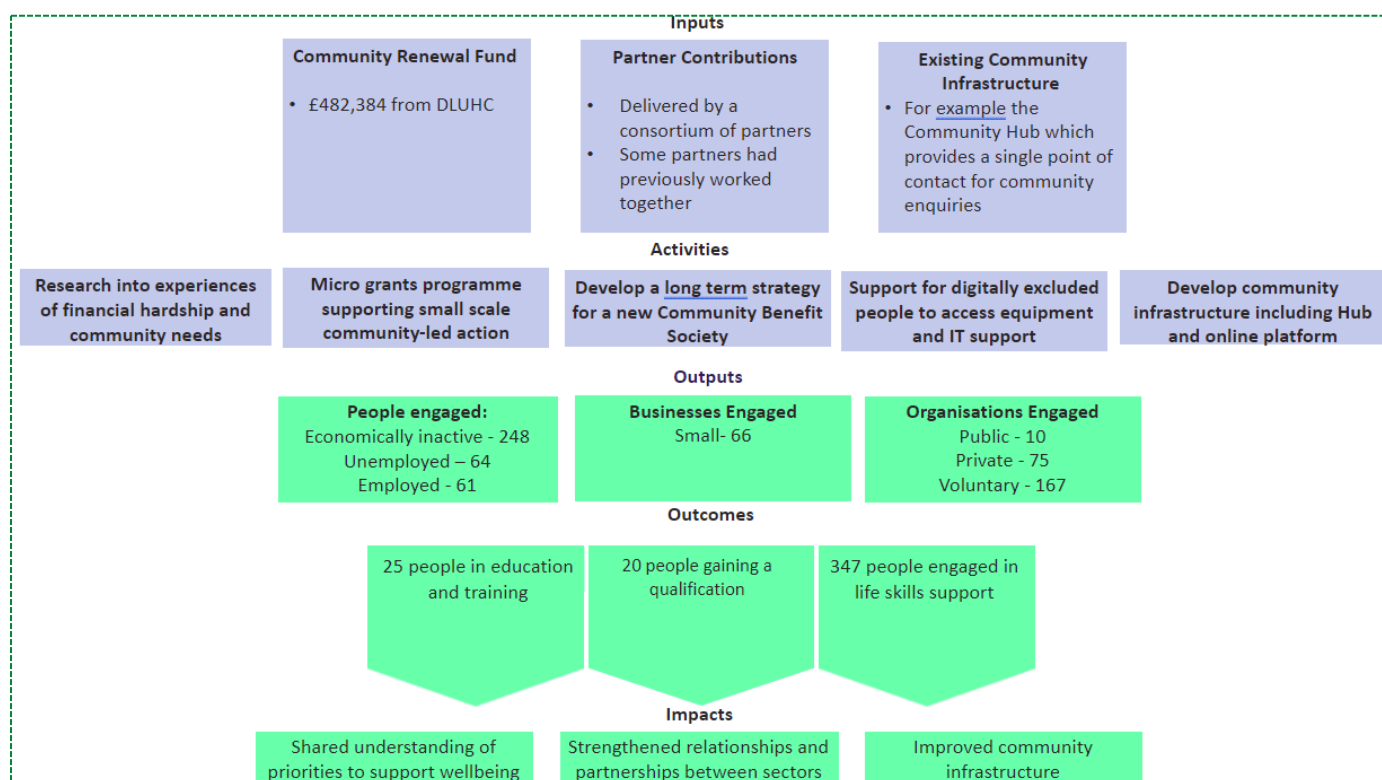 Inputs
Community Renewal Fund
• £482,384 from DLUHC
Partner Contributions
• Delivered by a
consortium of partners
• Some partners had
previously worked
together
Existing Community
Infrastructure
• For example the
Community Hub which
provides a single point of
contact for community
enquiries
Activities
Research into experiences
of financial hardship and
community needs
Micro grants programme
supporting small scale
community-led action
Develop a long term strategy
for a new Community Benefit
Society
Support for digitally excluded
people to access equipment
and IT support
Develop community
infrastructure including Hub
and online platform
Outputs
People engaged:
Economically inactive - 248
Unemployed – 64
Employed - 61
Businesses Engaged
Small- 66
Organisations Engaged
Public - 10
Private - 75
Voluntary - 167
Outcomes
25 people in education
and training
20 people gaining a
qualification
347 people engaged in
life skills support
Impacts
Shared understanding of
priorities to support wellbeing
Strengthened relationships and
partnerships between sectors
Improved community
infrastructure